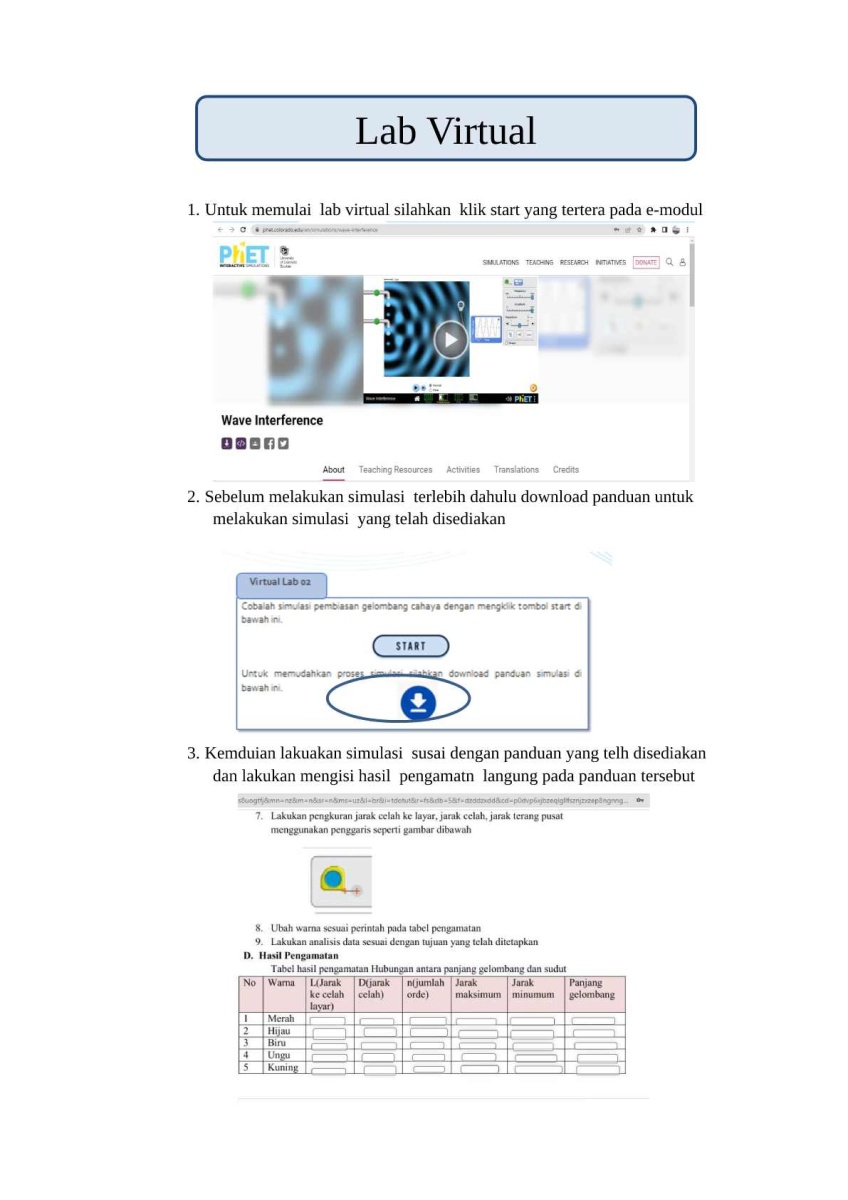 Lab Virtual
1. Untuk memulai lab virtual silahkan klik start yang tertera pada e-modul
phet.colorado.edu/en/simulations/wave-interference
PhET
INTERACTIVE SIMULATIONS
University of Colorado Boulder
SIMULATIONS TEACHING RESEARCH INITIATIVES DONATE
Wave Interference
PhET
Wave Interference
About Teaching Resources Activities Translations Credits
2. Sebelum melakukan simulasi terlebih dahulu download panduan untuk
melakukan simulasi yang telah disediakan
Virtual Lab 02
Cobalah simulasi pembiasan gelombang cahaya dengan mengklik tombol start di
bawah ini.
START
Untuk memudahkan proses simulasi silahkan download panduan simulasi di
bawah ini.
3. Kemduian lakuakan simulasi susai dengan panduan yang telh disediakan
dan lakukan mengisi hasil pengamatn langung pada panduan tersebut
7. Lakukan pengkuran jarak celah ke layar, jarak celah, jarak terang pusat
menggunakan penggaris seperti gambar dibawah
8. Ubah warna sesuai perintah pada tabel pengamatan
9. Lakukan analisis data sesuai dengan tujuan yang telah ditetapkan
D. Hasil Pengamatan
Tabel hasil pengamatan Hubungan antara panjang gelombang dan sudut
No Warna L(Jarak D(jarak n(jumlah Jarak Jarak Panjang
ke celah celah) orde) maksimum minumum gelombang
layar)
1 Merah
2 Hijau
3 Biru
4 Ungu
5 Kuning